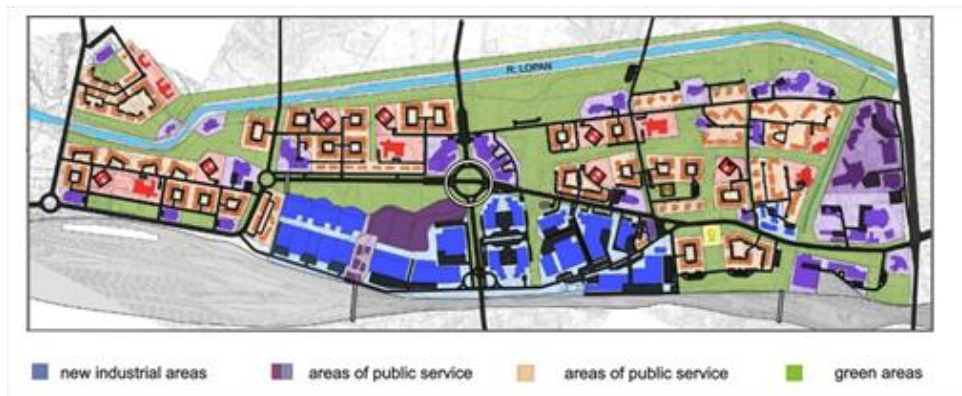 R. LOPAN
new industrial areas
areas of public service
areas of public service
green areas